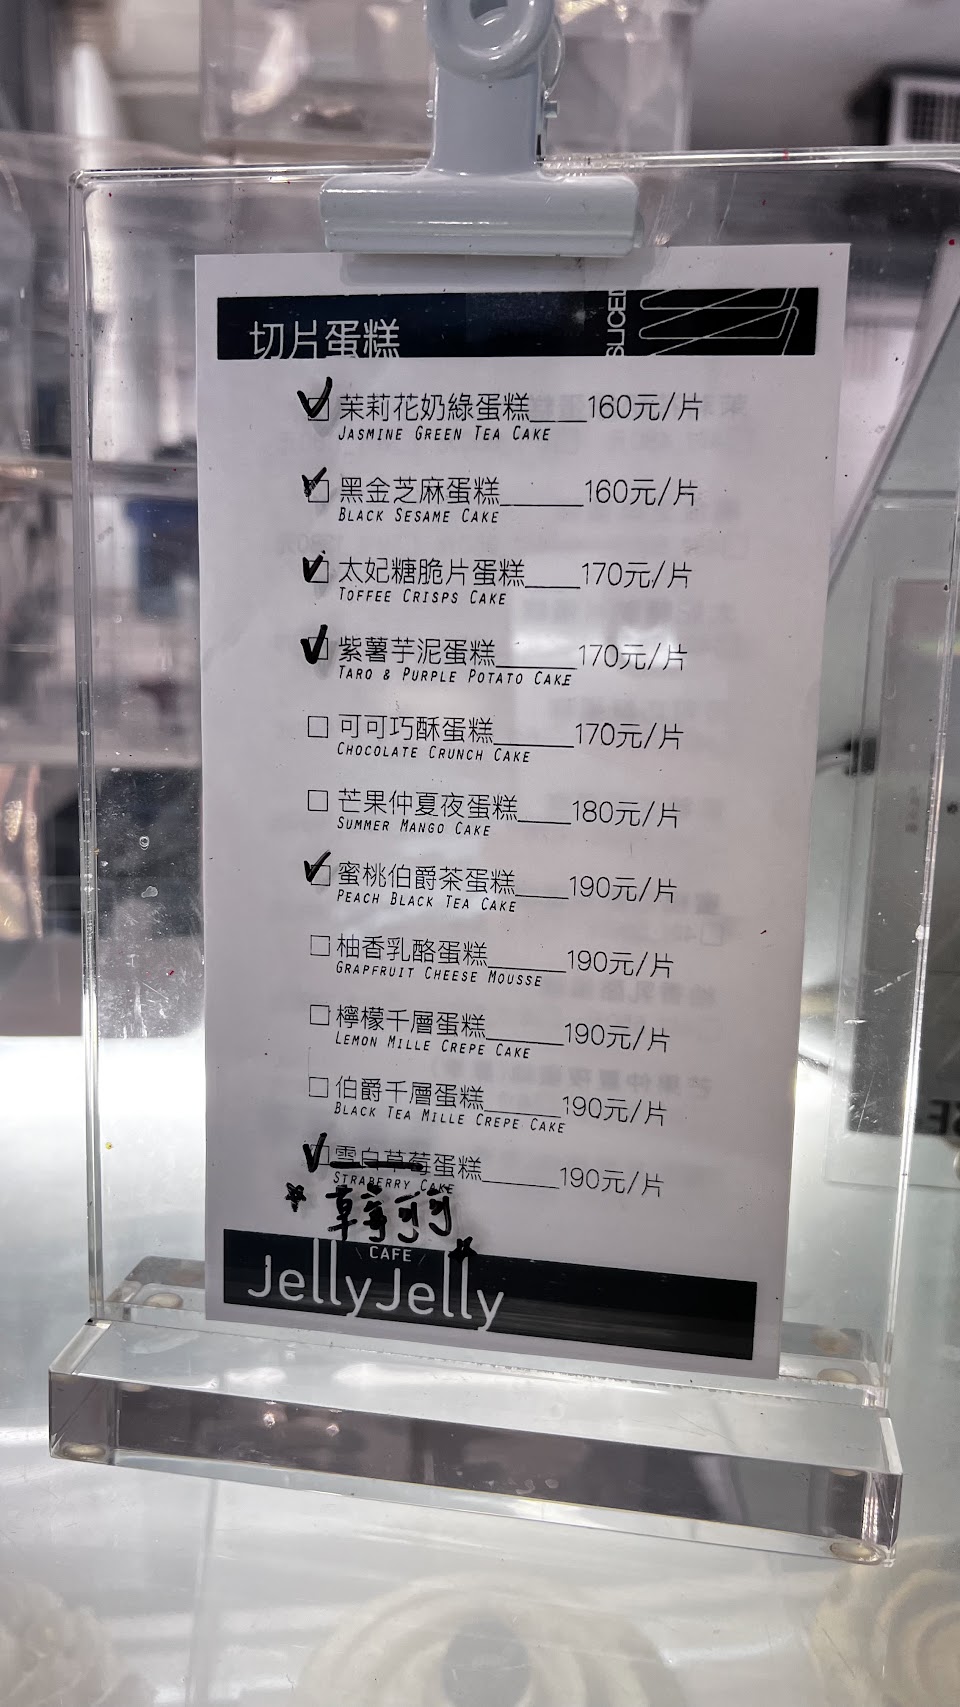 切片蛋糕 SLICED
茉莉花奶綠蛋糕____160元/片
JASMINE GREEN TEA CAKE
黑金芝麻蛋糕______160元/片
BLACK SESAME CAKE
太妃糖脆片蛋糕____170元/片
TOFFEE CRISPS CAKE
紫薯芋泥蛋糕______170元/片
TARO & PURPLE POTATO CAKE
可可巧酥蛋糕______170元/片
CHOCOLATE CRUNCH CAKE
芒果仲夏夜蛋糕____180元/片
SUMMER MANGO CAKE
蜜桃伯爵茶蛋糕____190元/片
PEACH BLACK TEA CAKE
柚香乳酪蛋糕______190元/片
GRAPFRUIT CHEESE MOUSSE
檸檬千層蛋糕______190元/片
LEMON MILLE CREPE CAKE
伯爵千層蛋糕______190元/片
BLACK TEA MILLE CREPE CAKE
雪白草莓蛋糕______190元/片
STRABERRY CAKE
草莓可可
CAFE
JellyJelly